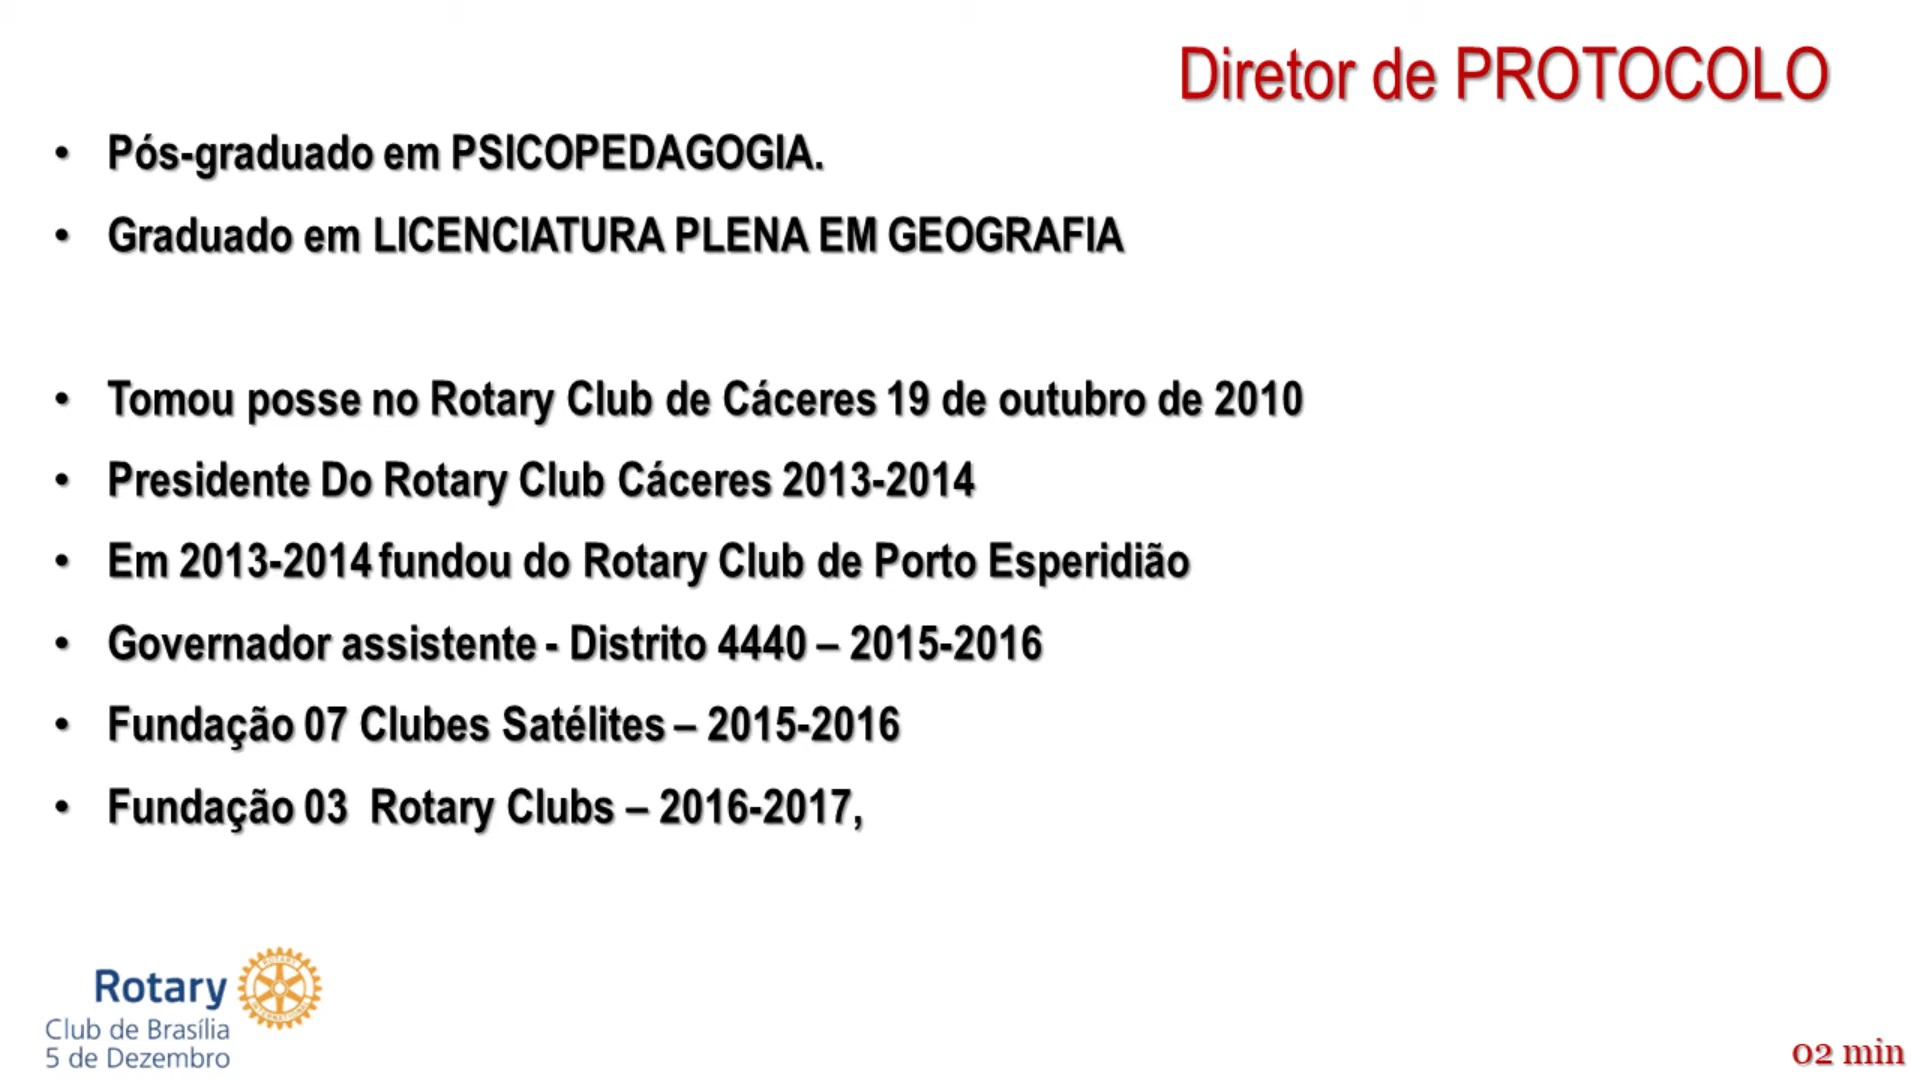 Diretor de PROTOCOLO
• Pós-graduado em PSICOPEDAGOGIA.
• Graduado em LICENCIATURA PLENA EM GEOGRAFIA
• Tomou posse no Rotary Club de Cáceres 19 de outubro de 2010
• Presidente Do Rotary Club Cáceres 2013-2014
• Em 2013-2014 fundou do Rotary Club de Porto Esperidião
• Governador assistente - Distrito 4440 – 2015-2016
• Fundação 07 Clubes Satélites – 2015-2016
• Fundação 03  Rotary Clubs – 2016-2017,
Rotary
ROTARY
INTERNATIONAL
Club de Brasília
5 de Dezembro
02 min